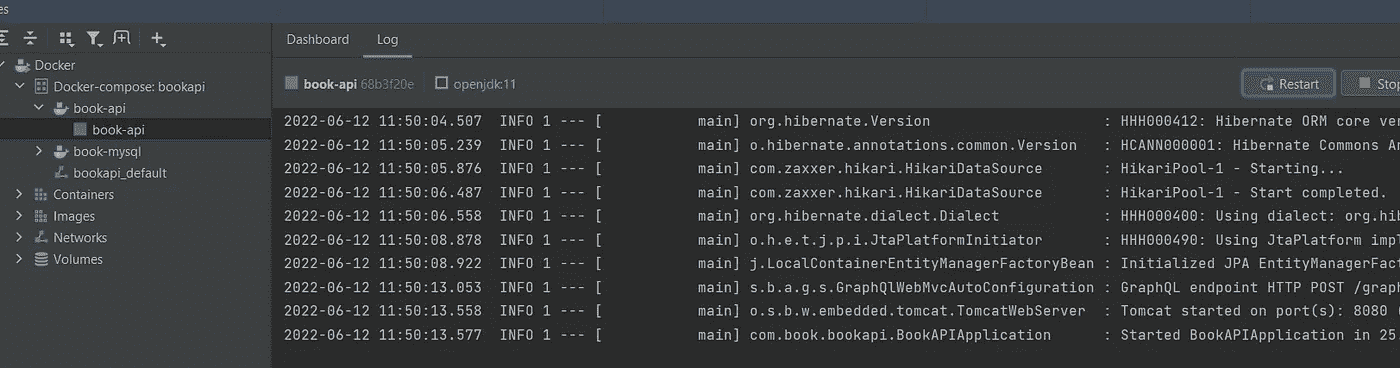 es
Docker
Docker-compose: bookapi
book-api
book-api
book-mysql
bookapi_default
Containers
Images
Networks
Volumes
Dashboard Log
book-api 68b3f20e openjdk:11 Restart Stop
2022-06-12 11:50:04.507 INFO 1 --- [ main] org.hibernate.Version : HHH000412: Hibernate ORM core ver
2022-06-12 11:50:05.239 INFO 1 --- [ main] o.hibernate.annotations.common.Version : HCANN000001: Hibernate Commons An
2022-06-12 11:50:05.876 INFO 1 --- [ main] com.zaxxer.hikari.HikariDataSource : HikariPool-1 - Starting...
2022-06-12 11:50:06.487 INFO 1 --- [ main] com.zaxxer.hikari.HikariDataSource : HikariPool-1 - Start completed.
2022-06-12 11:50:06.558 INFO 1 --- [ main] org.hibernate.dialect.Dialect : HHH000400: Using dialect: org.hib
2022-06-12 11:50:08.878 INFO 1 --- [ main] o.h.e.t.j.p.i.JtaPlatformInitiator : HHH000490: Using JtaPlatform impl
2022-06-12 11:50:08.922 INFO 1 --- [ main] j.LocalContainerEntityManagerFactoryBean : Initialized JPA EntityManagerFact
2022-06-12 11:50:13.053 INFO 1 --- [ main] s.b.a.g.s.GraphQlWebMvcAutoConfiguration : GraphQL endpoint HTTP POST /graph
2022-06-12 11:50:13.558 INFO 1 --- [ main] o.s.b.w.embedded.tomcat.TomcatWebServer : Tomcat started on port(s): 8080 (
2022-06-12 11:50:13.577 INFO 1 --- [ main] com.book.bookapi.BookAPIApplication : Started BookAPIApplication in 25.